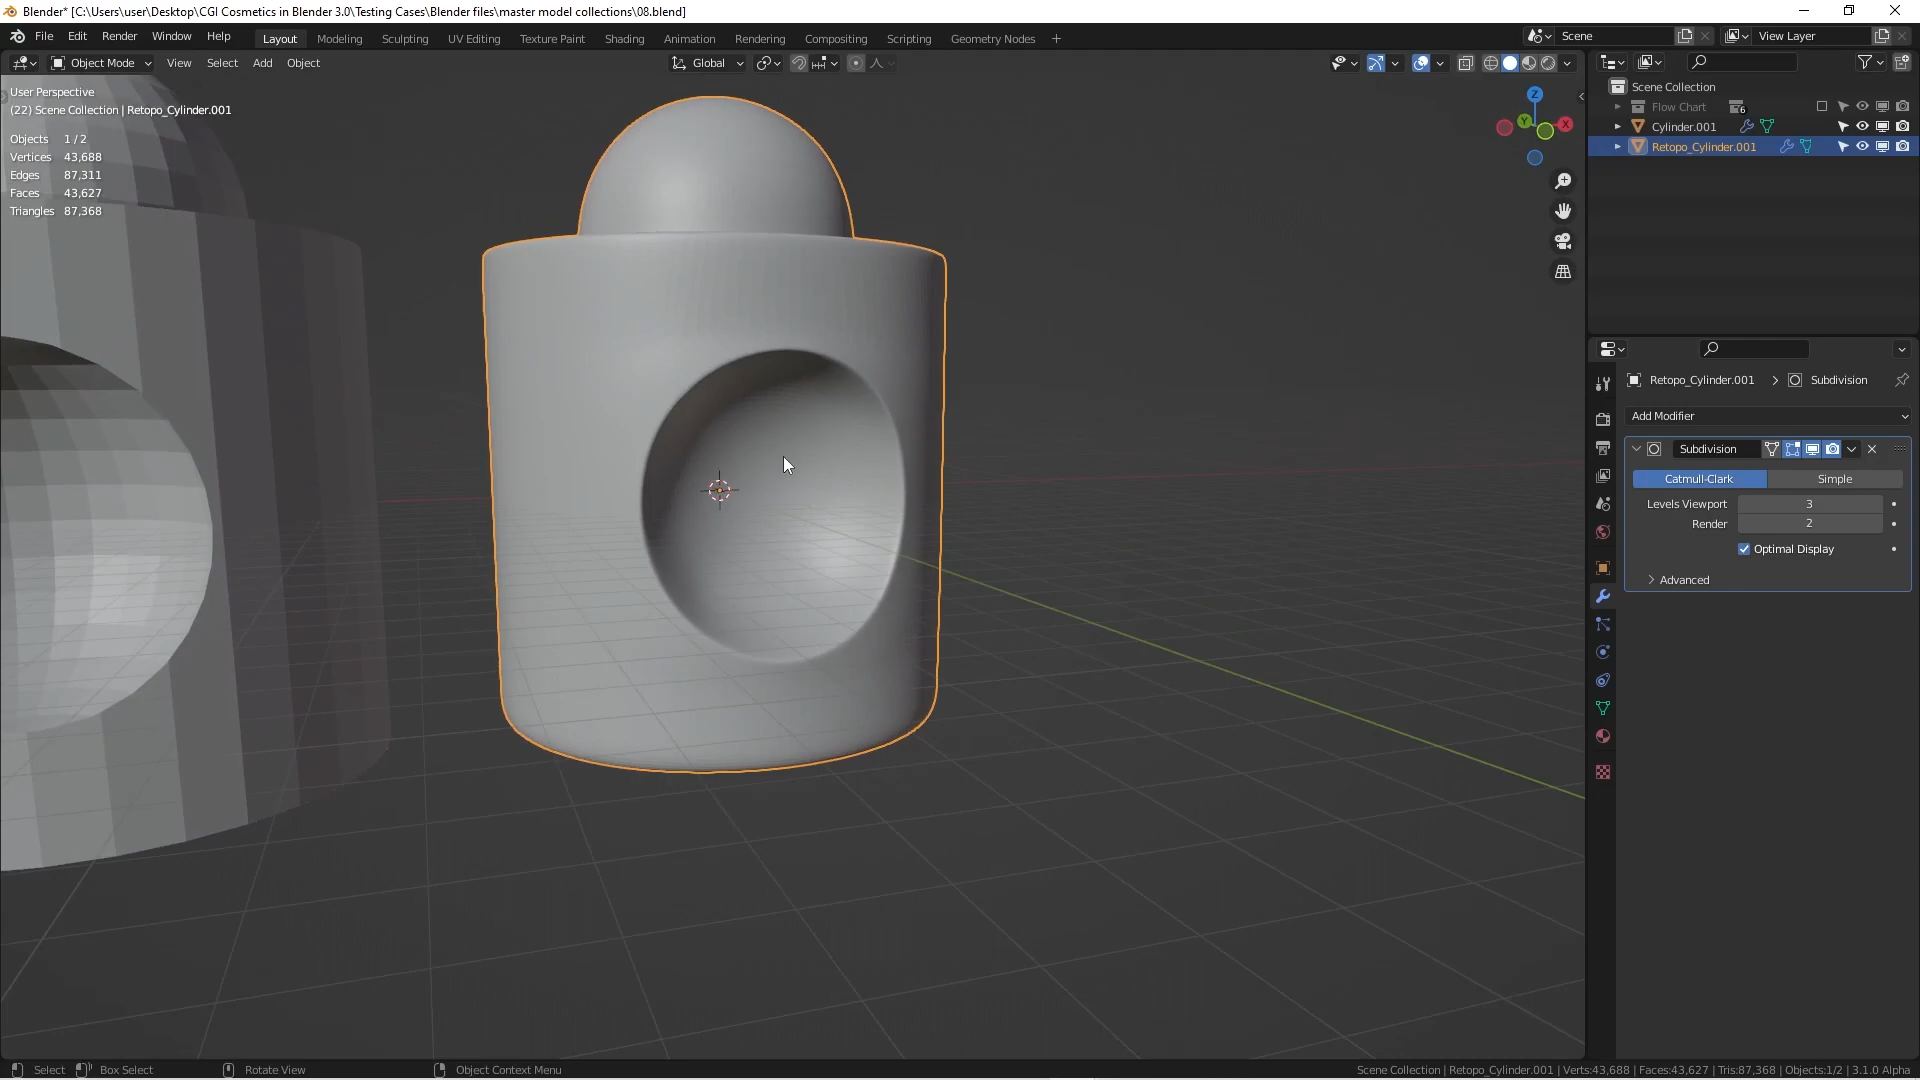 Blender* [C:\Users\user\Desktop\CGI Cosmetics in Blender 3.0\Testing Cases\Blender files\master model collections\08.blend]
File Edit Render Window Help Layout Modeling Sculpting UV Editing Texture Paint Shading Animation Rendering Compositing Scripting Geometry Nodes + Scene View Layer
Object Mode View Select Add Object Global
User Perspective
(22) Scene Collection | Retopo_Cylinder.001
Objects 1 / 2
Vertices 43,688
Edges 87,311
Faces 43,627
Triangles 87,368
Z
Y
X
Scene Collection
Flow Chart 6
Cylinder.001
Retopo_Cylinder.001
Retopo_Cylinder.001 > Subdivision
Add Modifier
Subdivision
Catmull-Clark Simple
Levels Viewport 3
Render 2
Optimal Display
Advanced
Select Box Select Rotate View Object Context Menu Scene Collection | Retopo_Cylinder.001 | Verts:43,688 | Faces:43,627 | Tris:87,368 | Objects:1/2 | 3.1.0 Alpha